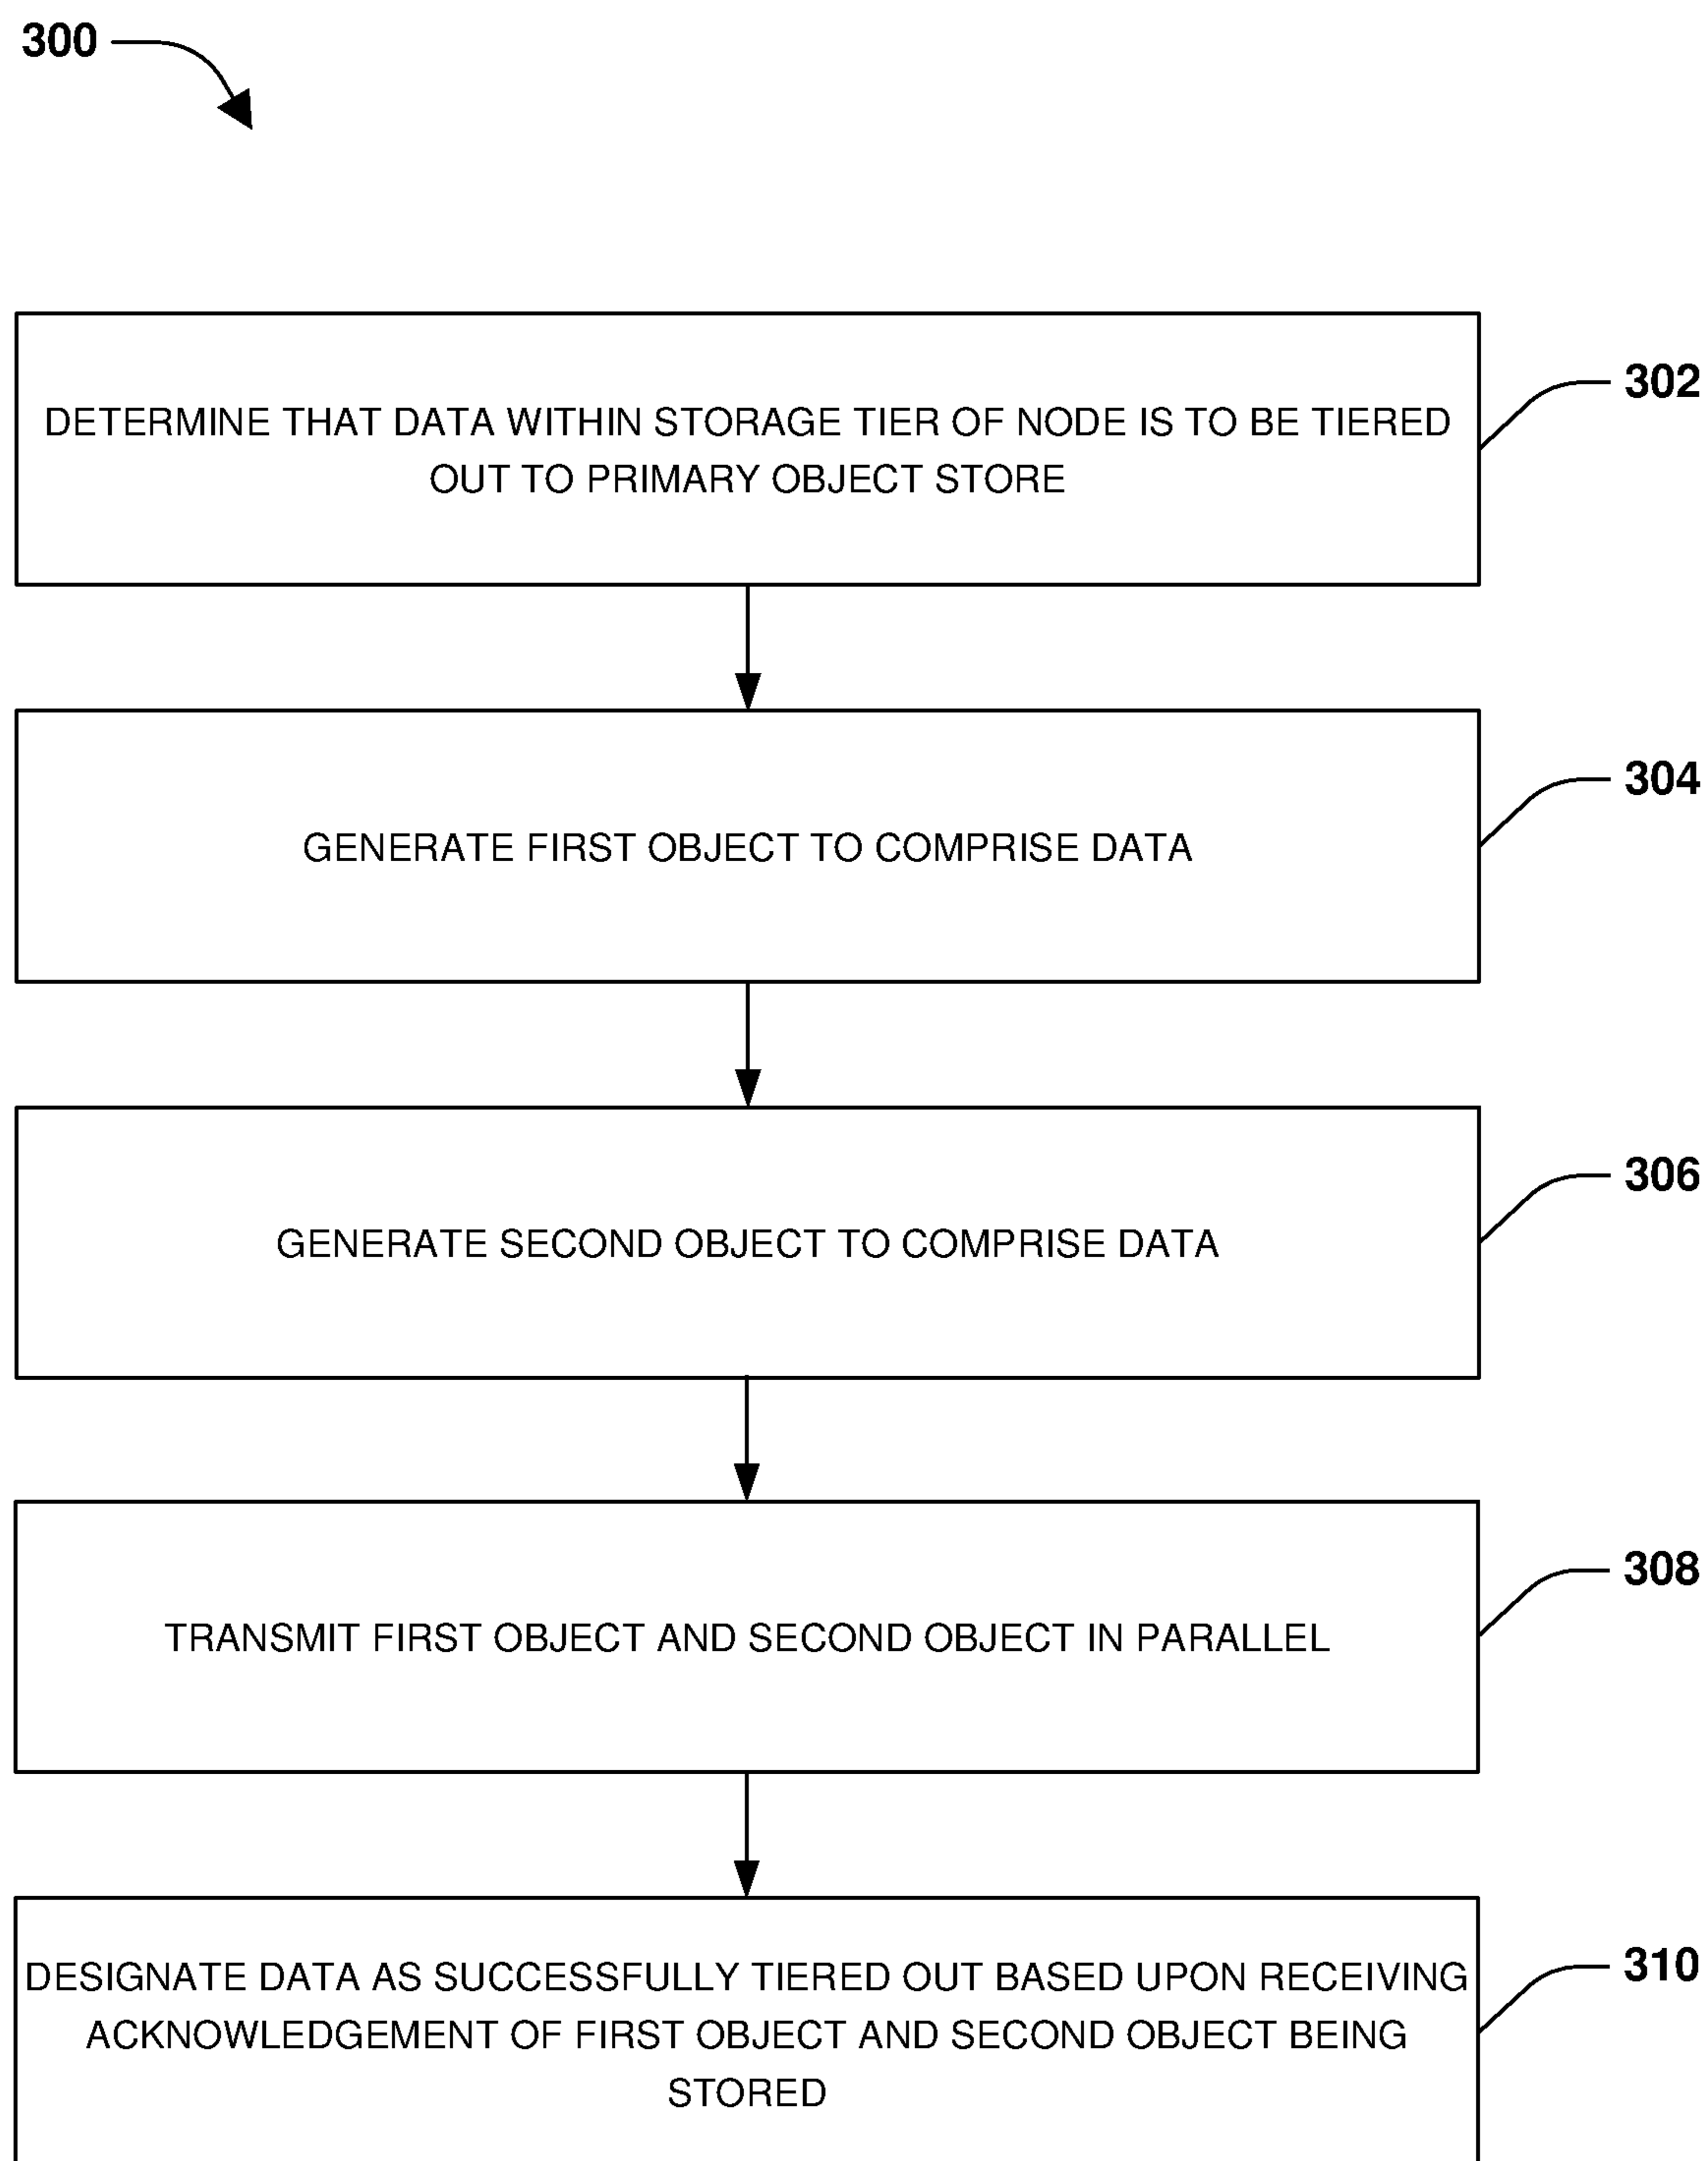 300
DETERMINE THAT DATA WITHIN STORAGE TIER OF NODE IS TO BE TIERED
OUT TO PRIMARY OBJECT STORE
302
GENERATE FIRST OBJECT TO COMPRISE DATA
304
GENERATE SECOND OBJECT TO COMPRISE DATA
306
TRANSMIT FIRST OBJECT AND SECOND OBJECT IN PARALLEL
308
DESIGNATE DATA AS SUCCESSFULLY TIERED OUT BASED UPON RECEIVING
ACKNOWLEDGEMENT OF FIRST OBJECT AND SECOND OBJECT BEING
STORED
310